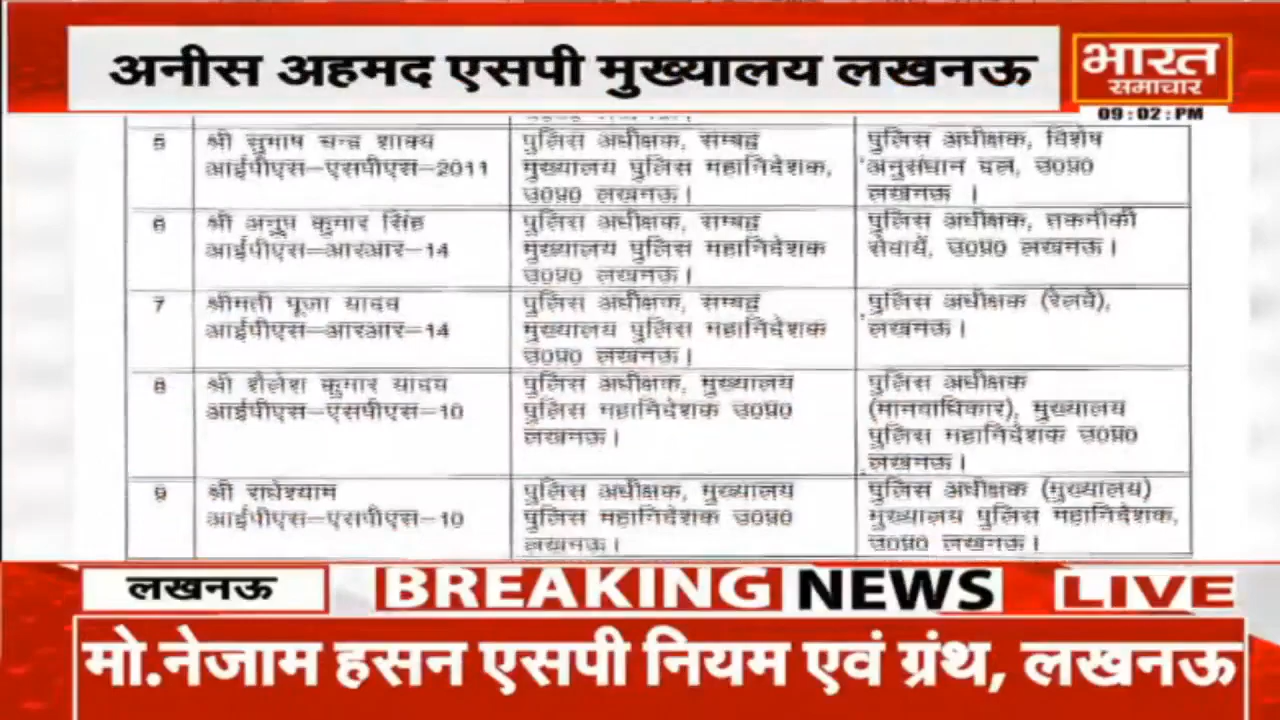 अनीस अहमद एसपी मुख्यालय लखनऊ
भारत
समाचार
09:02:PM
5
श्री सुभाष चन्द्र शाक्य
आईपीएस-एसपीएस-2011
पुलिस अधीक्षक, सम्बद्ध
मुख्यालय पुलिस महानिदेशक,
उ0प्र0 लखनऊ।
पुलिस अधीक्षक, विशेष
अनुसंधान दल, उ0प्र0
लखनऊ ।
6
श्री अनूप कुमार सिंह
आईपीएस-आरआर-14
पुलिस अधीक्षक, सम्बद्ध
मुख्यालय पुलिस महानिदेशक
उ0प्र0 लखनऊ।
पुलिस अधीक्षक, तकनीकी
सेवायें, उ0प्र0 लखनऊ।
7
श्रीमती पूजा यादव
आईपीएस-आरआर-14
पुलिस अधीक्षक, सम्बद्ध
मुख्यालय पुलिस महानिदेशक
उ0प्र0 लखनऊ।
पुलिस अधीक्षक (रेलवे),
लखनऊ।
8
श्री शैलेश कुमार यादव
आईपीएस-एसपीएस-10
पुलिस अधीक्षक, मुख्यालय
पुलिस महानिदेशक उ0प्र0
लखनऊ।
पुलिस अधीक्षक
(मानवाधिकार), मुख्यालय
पुलिस महानिदेशक उ0प्र0
लखनऊ।
9
श्री राधेश्याम
आईपीएस-एसपीएस-10
पुलिस अधीक्षक, मुख्यालय
पुलिस महानिदेशक उ0प्र0
लखनऊ।
पुलिस अधीक्षक (मुख्यालय)
मुख्यालय पुलिस महानिदेशक,
उ0प्र0 लखनऊ।
लखनऊ
BREAKING NEWS
LIVE
मो.नेजाम हसन एसपी नियम एवं ग्रंथ, लखनऊ